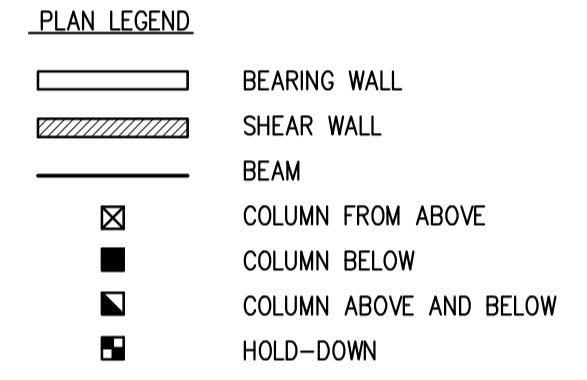 PLAN LEGEND
BEARING WALL
SHEAR WALL
BEAM
COLUMN FROM ABOVE
COLUMN BELOW
COLUMN ABOVE AND BELOW
HOLD-DOWN